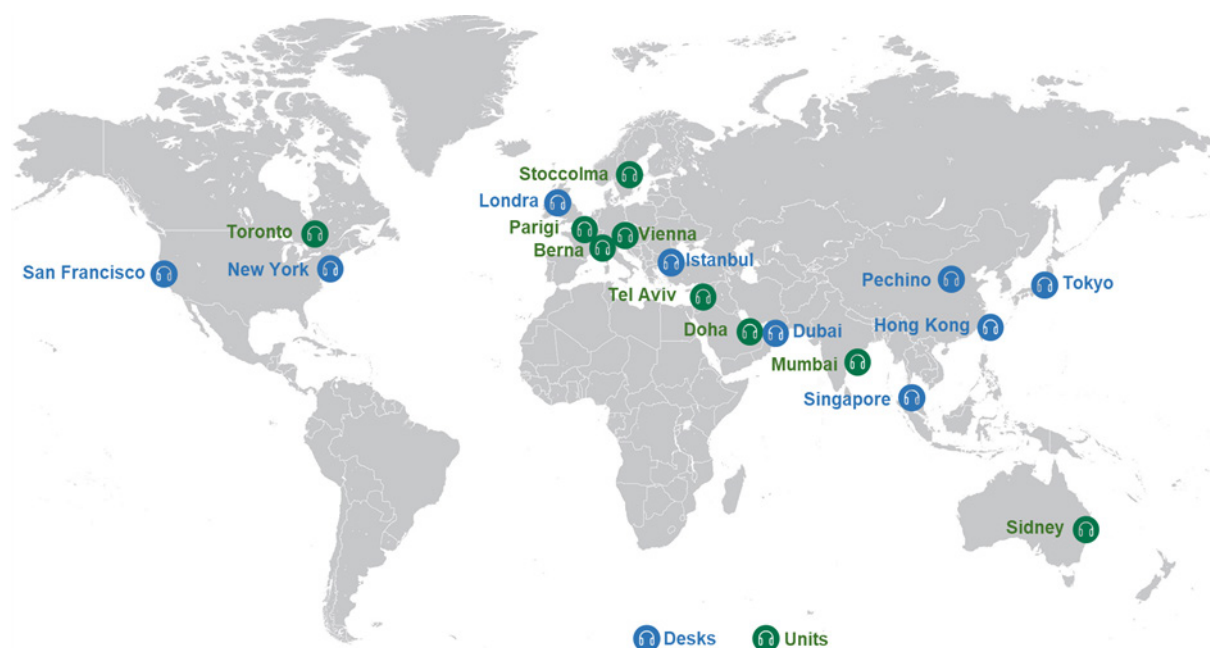 Stoccolma
Londra
Parigi
Vienna
Berna
Toronto
New York
San Francisco
Istanbul
Tel Aviv
Pechino
Tokyo
Doha
Dubai
Hong Kong
Mumbai
Singapore
Sidney
Desks
Units